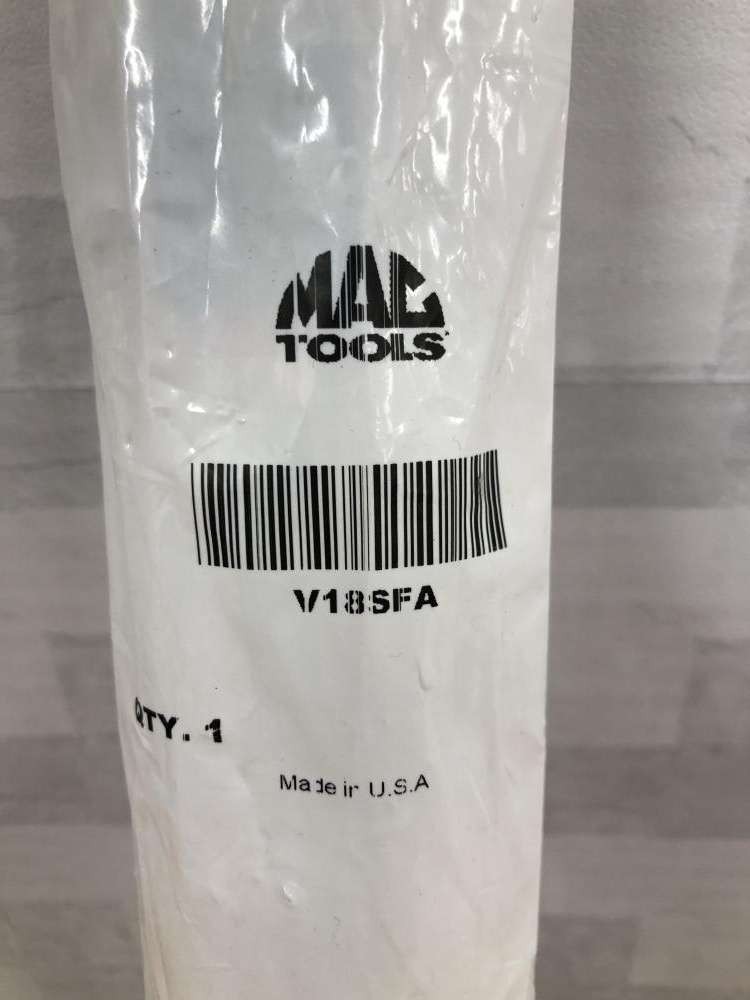 MAC
TOOLS
V18SFA
QTY. 1
Made in U.S.A